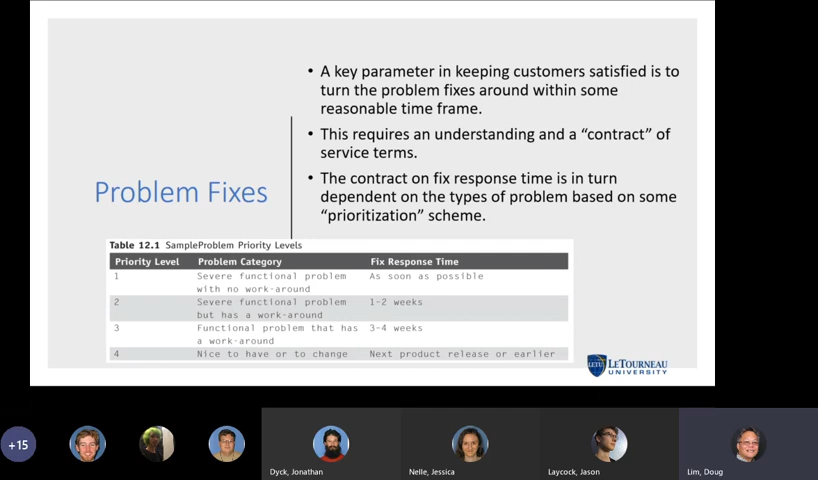 • A key parameter in keeping customers satisfied is to
turn the problem fixes around within some
reasonable time frame.
• This requires an understanding and a “contract” of
service terms.
• The contract on fix response time is in turn
dependent on the types of problem based on some
“prioritization” scheme.
Problem Fixes
Table 12.1 SampleProblem Priority Levels
Priority Level Problem Category Fix Response Time
1 Severe functional problem As soon as possible
with no work-around
2 Severe functional problem 1-2 weeks
but has a work-around
3 Functional problem that has 3-4 weeks
a work-around
4 Nice to have or to change Next product release or earlier
LETU
LETOURNEAU
UNIVERSITY
+15
Dyck, Jonathan
Nelle, Jessica
Laycock, Jason
Lim, Doug